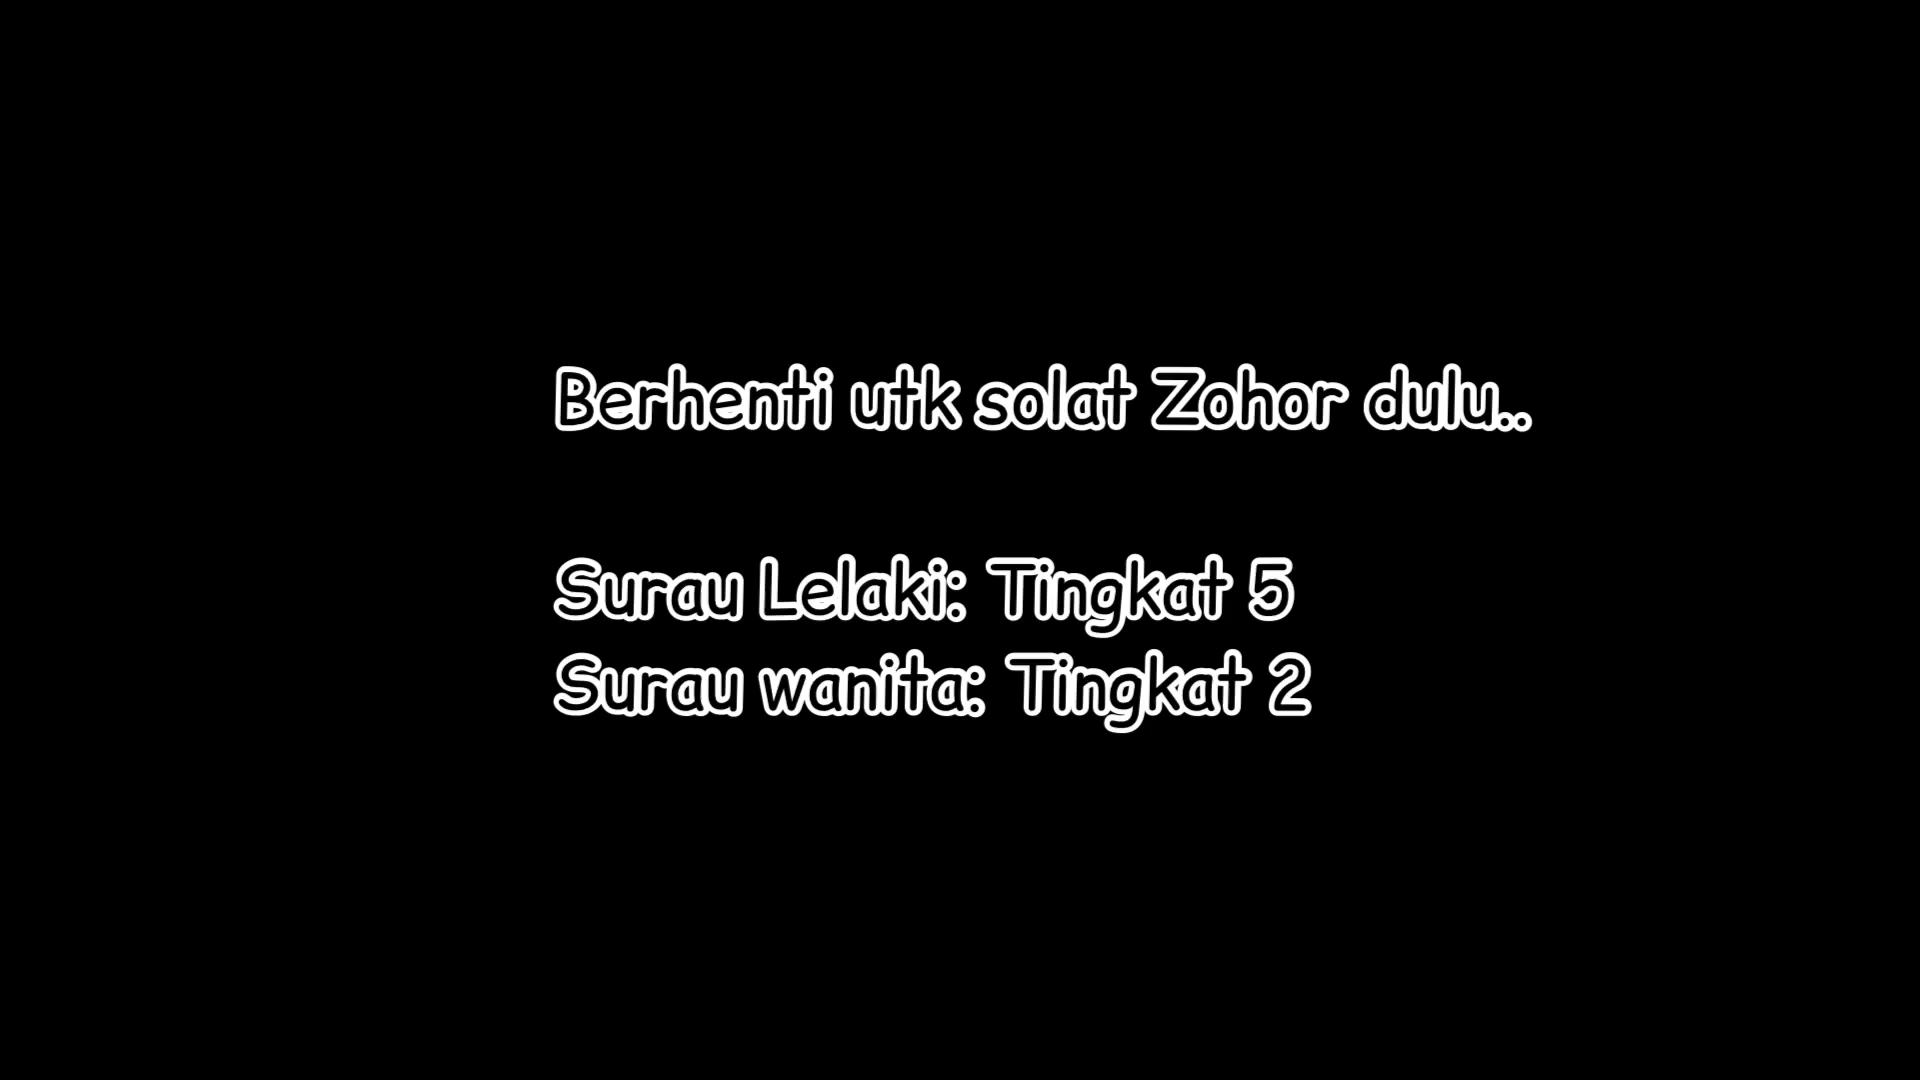 Berhenti utk solat Zohor dulu..
Surau Lelaki: Tingkat 5
Surau wanita: Tingkat 2